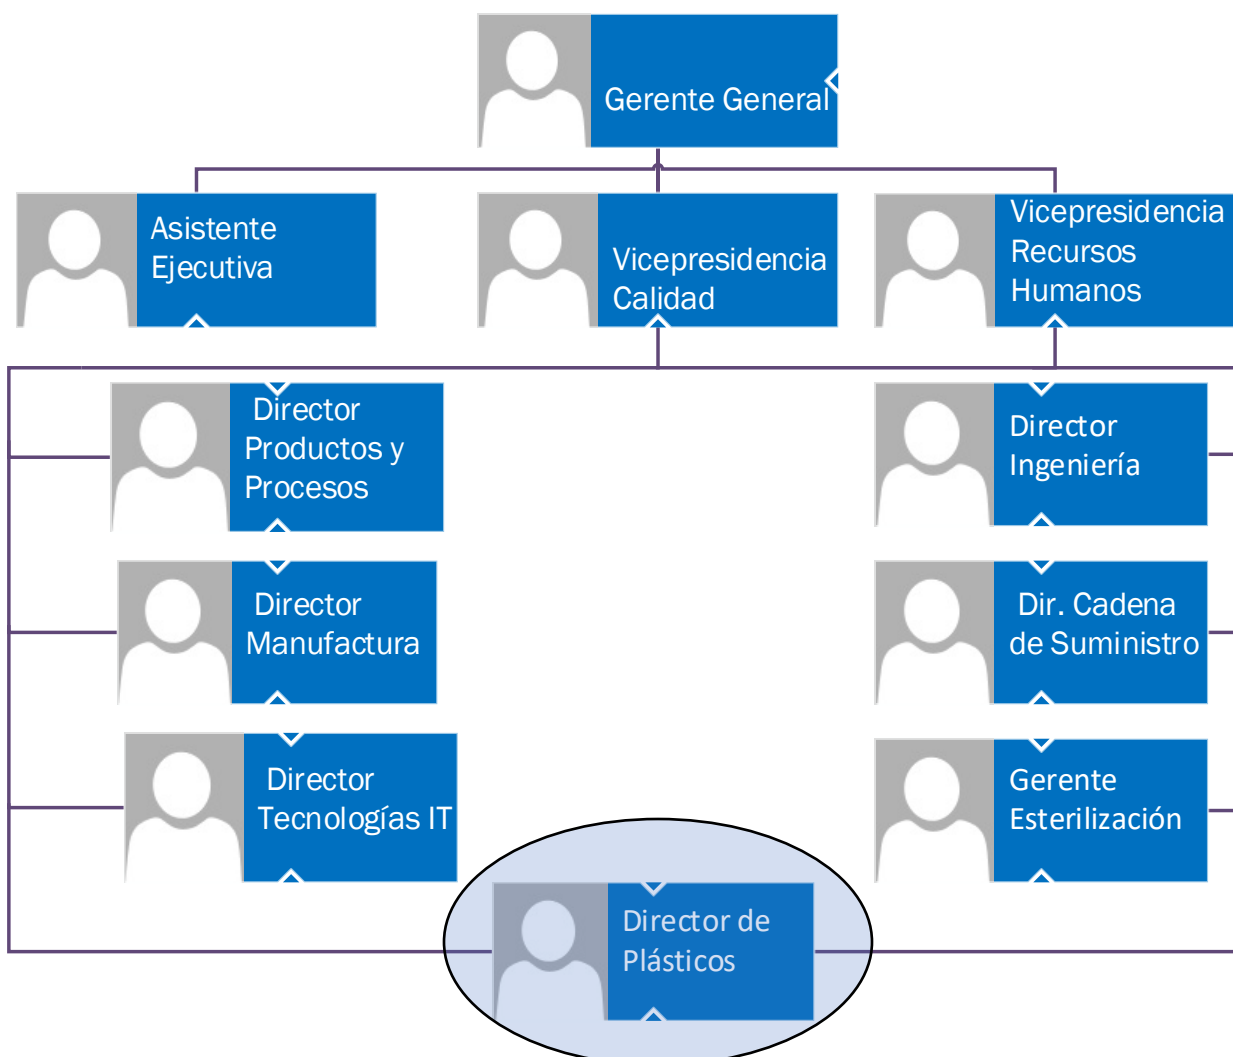 Gerente General
Asistente
Ejecutiva
Vicepresidencia
Calidad
Vicepresidencia
Recursos
Humanos
Director
Productos y
Procesos
Director
Ingeniería
Director
Manufactura
Dir. Cadena
de Suministro
Director
Tecnologías IT
Gerente
Esterilización
Director de
Plásticos